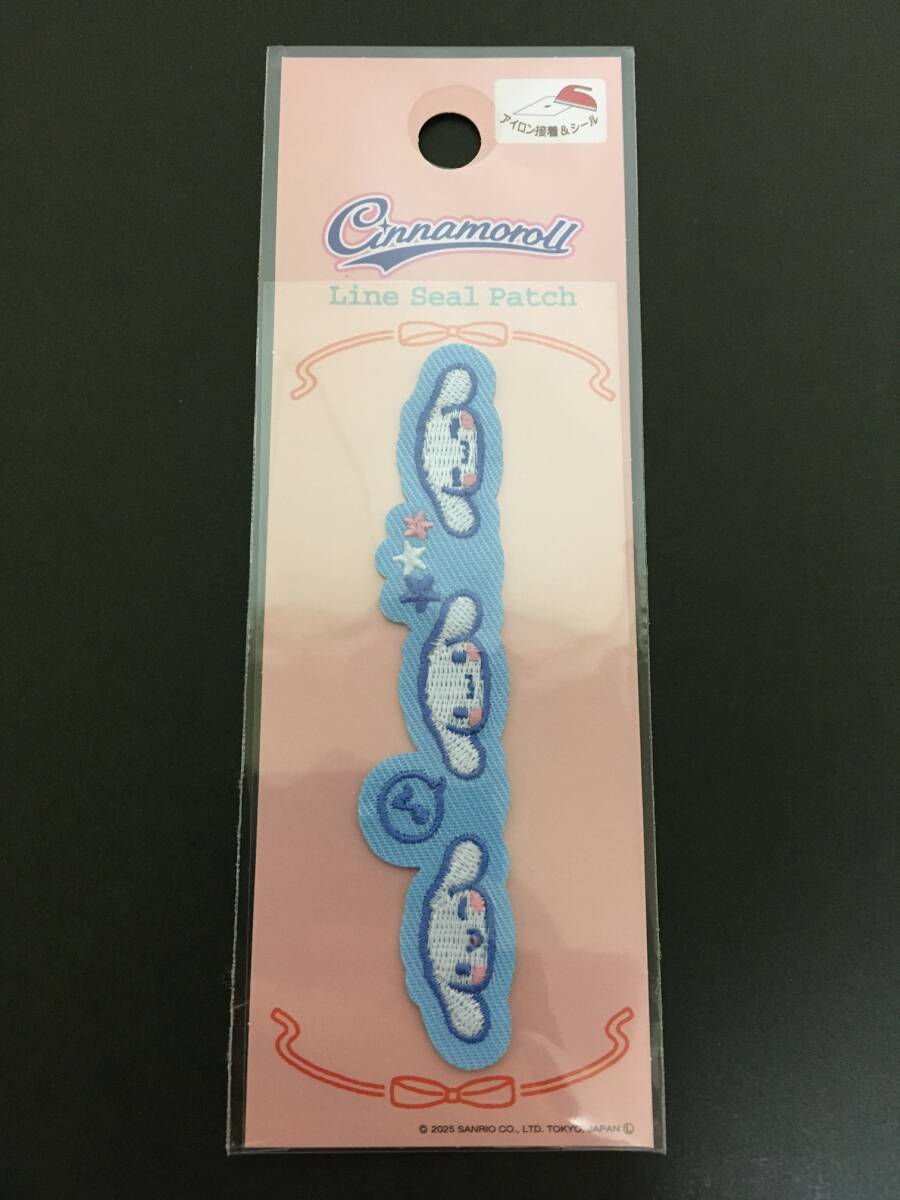 アイロン接着&シール
Cinnamoroll
Line Seal Patch
© 2025 SANRIO CO., LTD. TOKYO, JAPAN Ⓛ